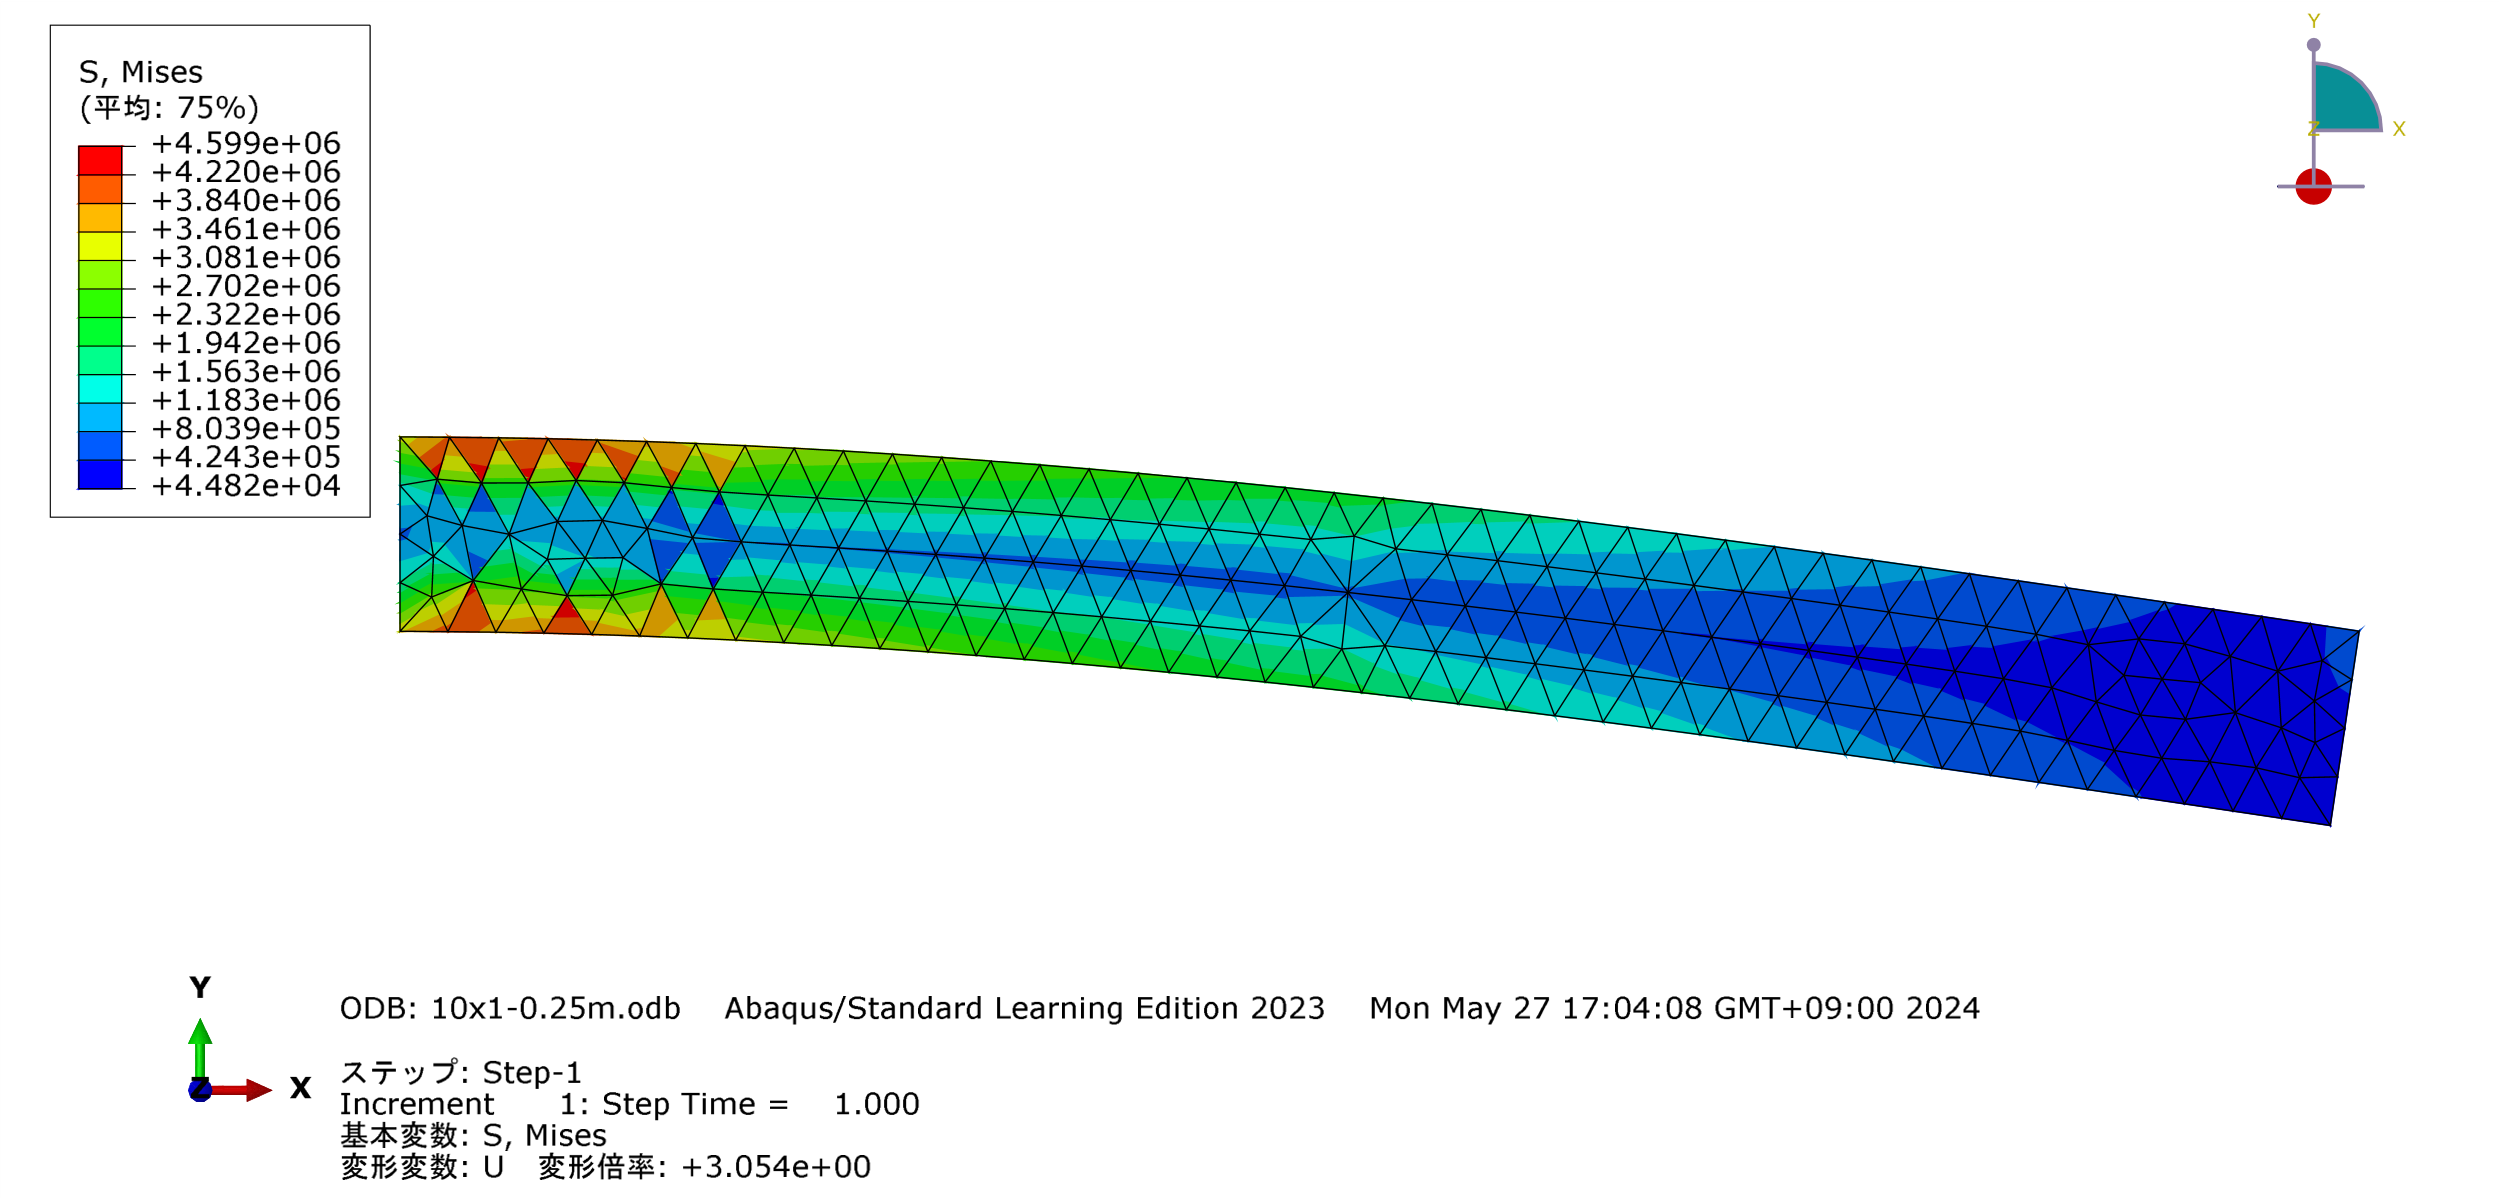 S, Mises
(平均: 75%)
+4.599e+06
+4.220e+06
+3.840e+06
+3.461e+06
+3.081e+06
+2.702e+06
+2.322e+06
+1.942e+06
+1.563e+06
+1.183e+06
+8.039e+05
+4.243e+05
+4.482e+04
Y
Z X
Y
Z X
ODB: 10x1-0.25m.odb Abaqus/Standard Learning Edition 2023 Mon May 27 17:04:08 GMT+09:00 2024
ステップ: Step-1
Increment 1: Step Time = 1.000
基本変数: S, Mises
変形変数: U 変形倍率: +3.054e+00